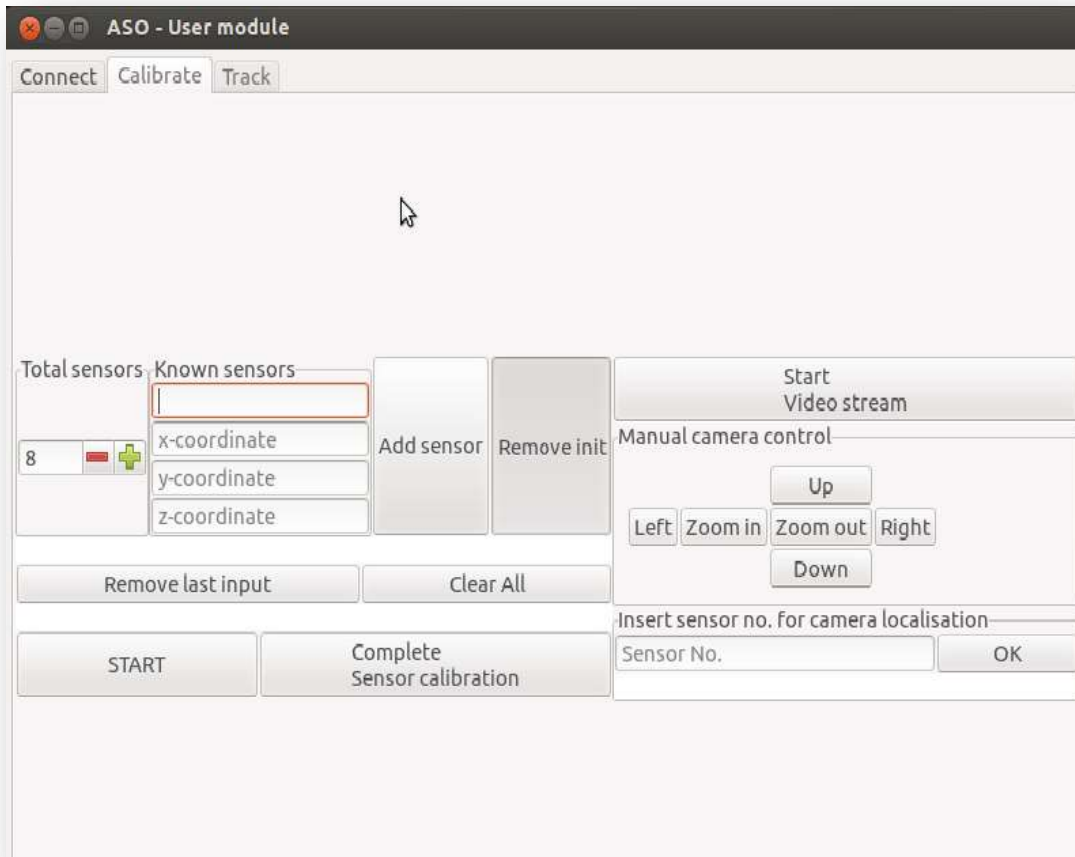 ASO - User module
Connect
Calibrate
Track
Total sensors
8
Known sensors
x-coordinate
y-coordinate
z-coordinate
Add sensor
Remove init
Remove last input
Clear All
START
Complete
Sensor calibration
Start
Video stream
Manual camera control
Up
Left
Zoom in
Zoom out
Right
Down
Insert sensor no. for camera localisation
Sensor No.
OK